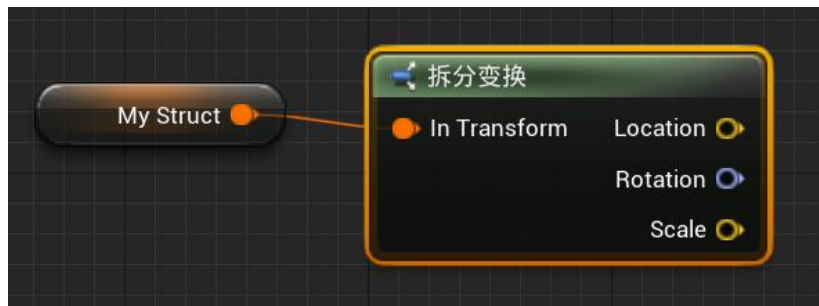 拆分变换
My Struct
In Transform
Location
Rotation
Scale